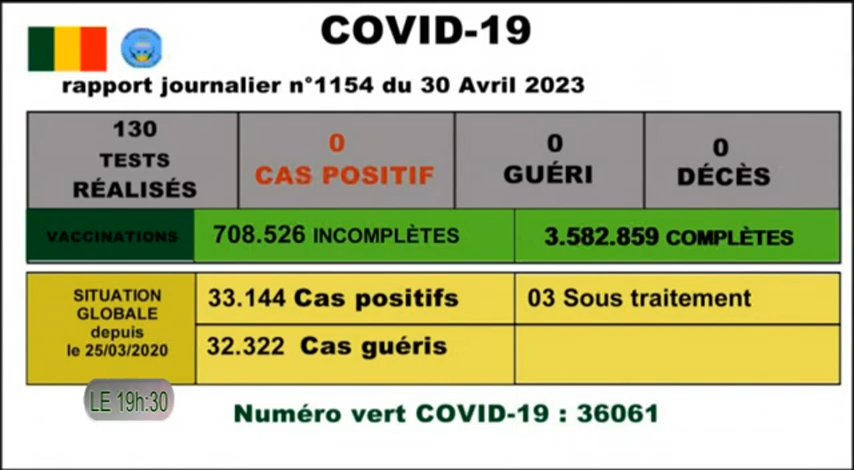 COVID-19
rapport journalier n°1154 du 30 Avril 2023
130
TESTS
RÉALISÉS
0
CAS POSITIF
0
GUÉRI
0
DÉCÈS
VACCINATIONS
708.526 INCOMPLÈTES
3.582.859 COMPLÈTES
SITUATION
GLOBALE
depuis
le 25/03/2020
33.144 Cas positifs
03 Sous traitement
32.322 Cas guéris
LE 19h:30
Numéro vert COVID-19 : 36061